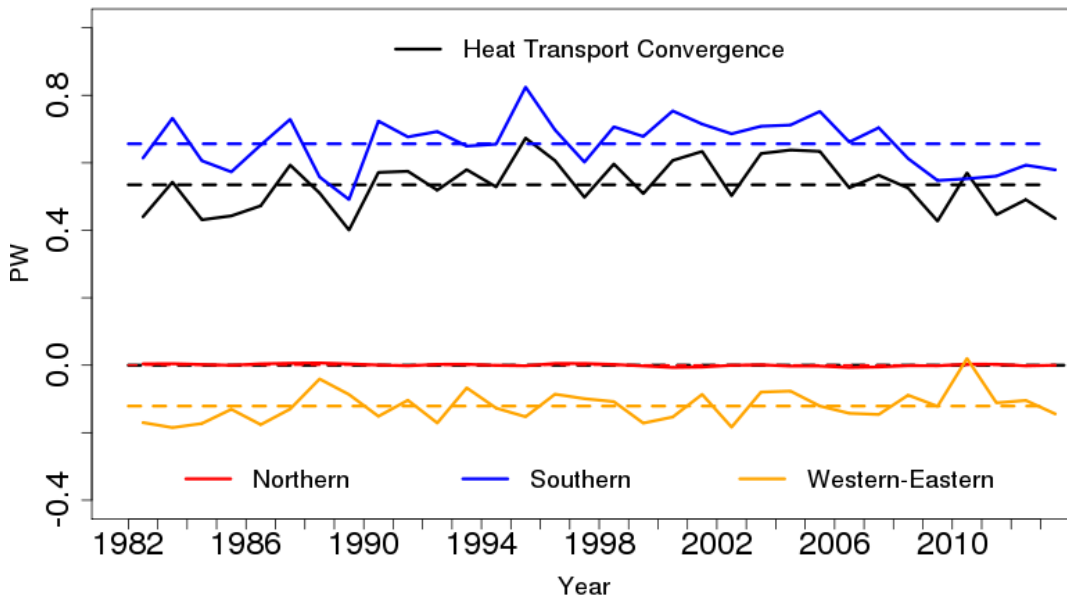 Heat Transport Convergence
0.8
0.4
0.0
-0.4
PW
Northern Southern Western-Eastern
1982 1986 1990 1994 1998 2002 2006 2010
Year